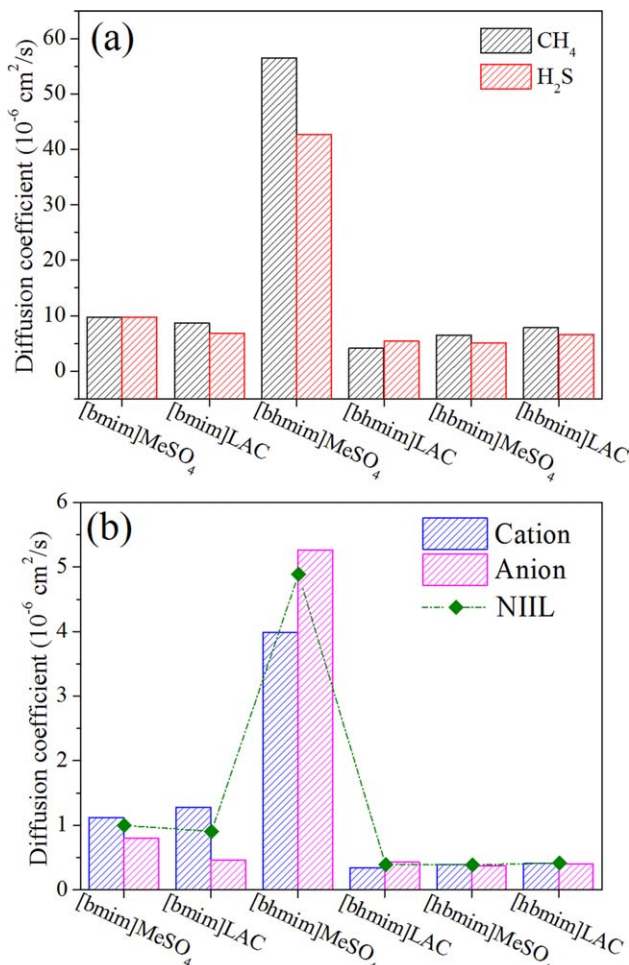 (a)
CH₄
H₂S
Diffusion coefficient (10⁻⁶ cm²/s)
60
50
40
30
20
10
0
[bmim]MeSO₄
[bmim]LAC
[bhmim]MeSO₄
[bhmim]LAC
[hbmim]MeSO₄
[hbmim]LAC
(b)
Cation
Anion
NIIL
Diffusion coefficient (10⁻⁶ cm²/s)
6
5
4
3
2
1
0
[bmim]MeSO₄
[bmim]LAC
[bhmim]MeSO₄
[bhmim]LAC
[hbmim]MeSO₄
[hbmim]LAC